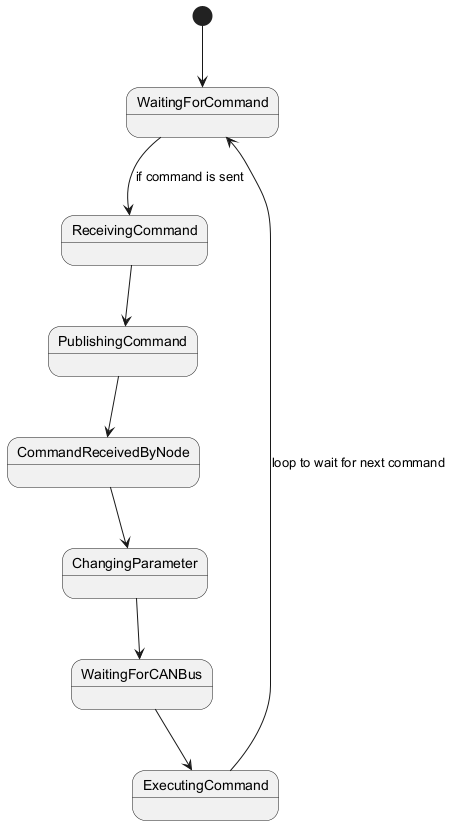 WaitingForCommand
if command is sent
ReceivingCommand
PublishingCommand
CommandReceivedByNode
loop to wait for next command
ChangingParameter
WaitingForCANBus
ExecutingCommand